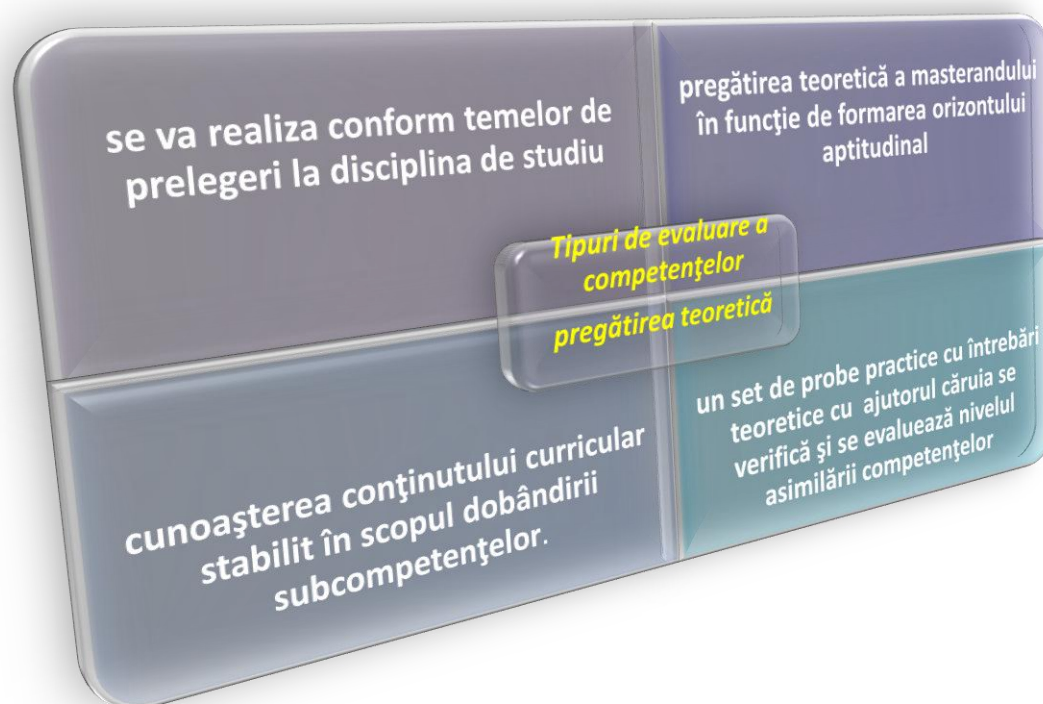 se va realiza conform temelor de
prelegeri la disciplina de studiu
pregătirea teoretică a masterandului
în funcţie de formarea orizontului
aptitudinal
Tipuri de evaluare a
competenţelor
pregătirea teoretică
cunoaşterea conţinutului curricular
stabilit în scopul dobândirii
subcompetenţelor.
un set de probe practice cu întrebări
teoretice cu ajutorul căruia se
verifică şi se evaluează nivelul
asimilării competenţelor